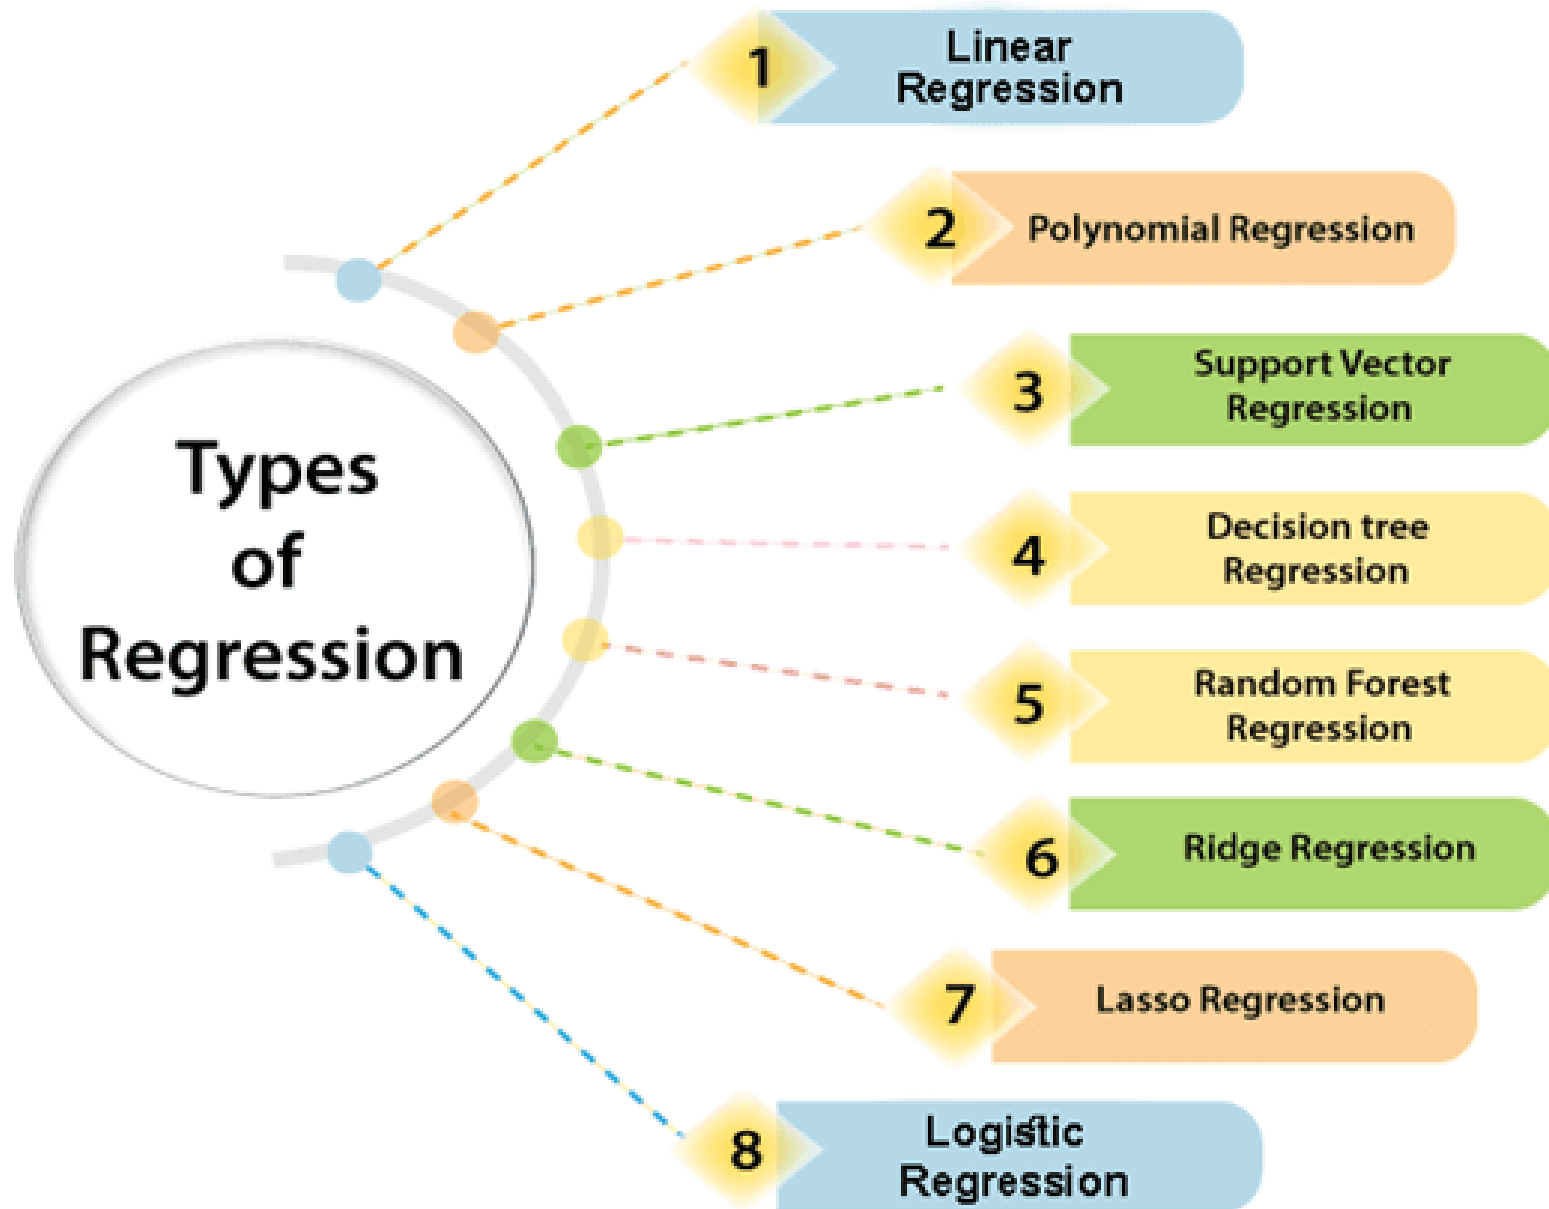 Types
of
Regression
1
Linear
Regression
2
Polynomial Regression
3
Support Vector
Regression
4
Decision tree
Regression
5
Random Forest
Regression
6
Ridge Regression
7
Lasso Regression
8
Logistic
Regression